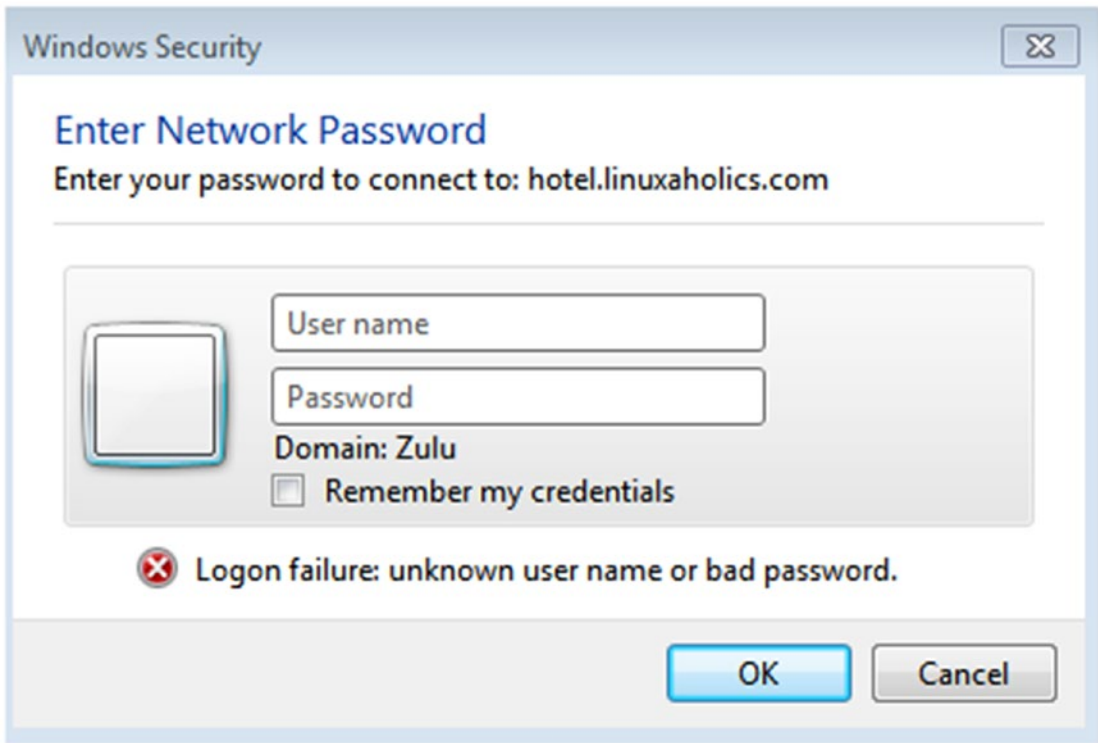 Windows Security
Enter Network Password
Enter your password to connect to: hotel.linuxaholics.com
User name
Password
Domain: Zulu
Remember my credentials
Logon failure: unknown user name or bad password.
OK
Cancel